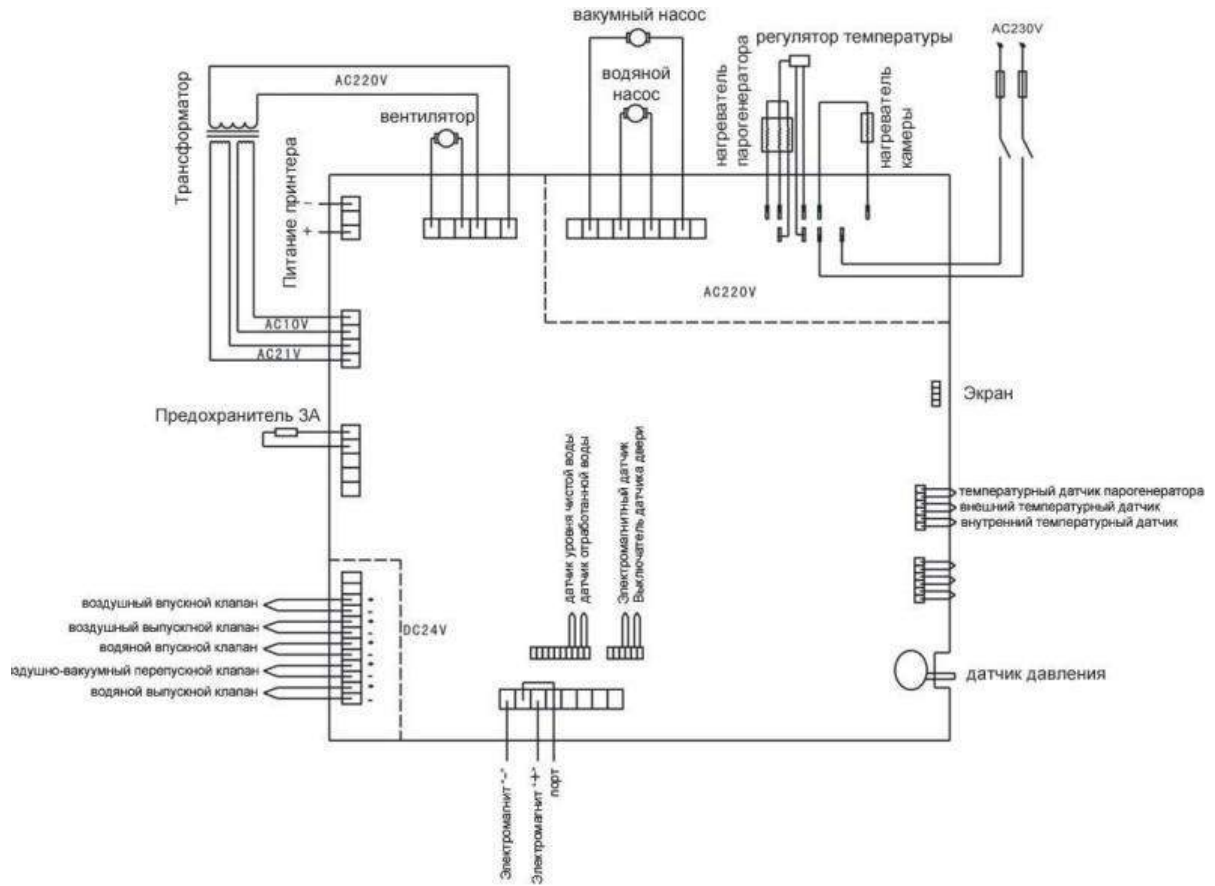 вакумный насос
AC230V
регулятор температуры
AC220V
водяной
насос
вентилятор
нагреватель
парогенератора
нагреватель
камеры
Трансформатор
Питание принтера
-
+
AC220V
AC10V
AC21V
Экран
Предохранитель 3А
датчик уровня чистой воды
датчик отработанной воды
Электромагнитный датчик
Выключатель датчика двери
температурный датчик парогенератора
внешний температурный датчик
внутренний температурный датчик
DC24V
воздушный впускной клапан
+
-
воздушный выпускгной клапан
+
-
водяной впускной клапан
+
-
оздушно-вакуумный перепускной клапан
+
-
водяной выпускной клапан
+
-
датчик давления
Электромагнит "-"
Электромагнит "+"
порт